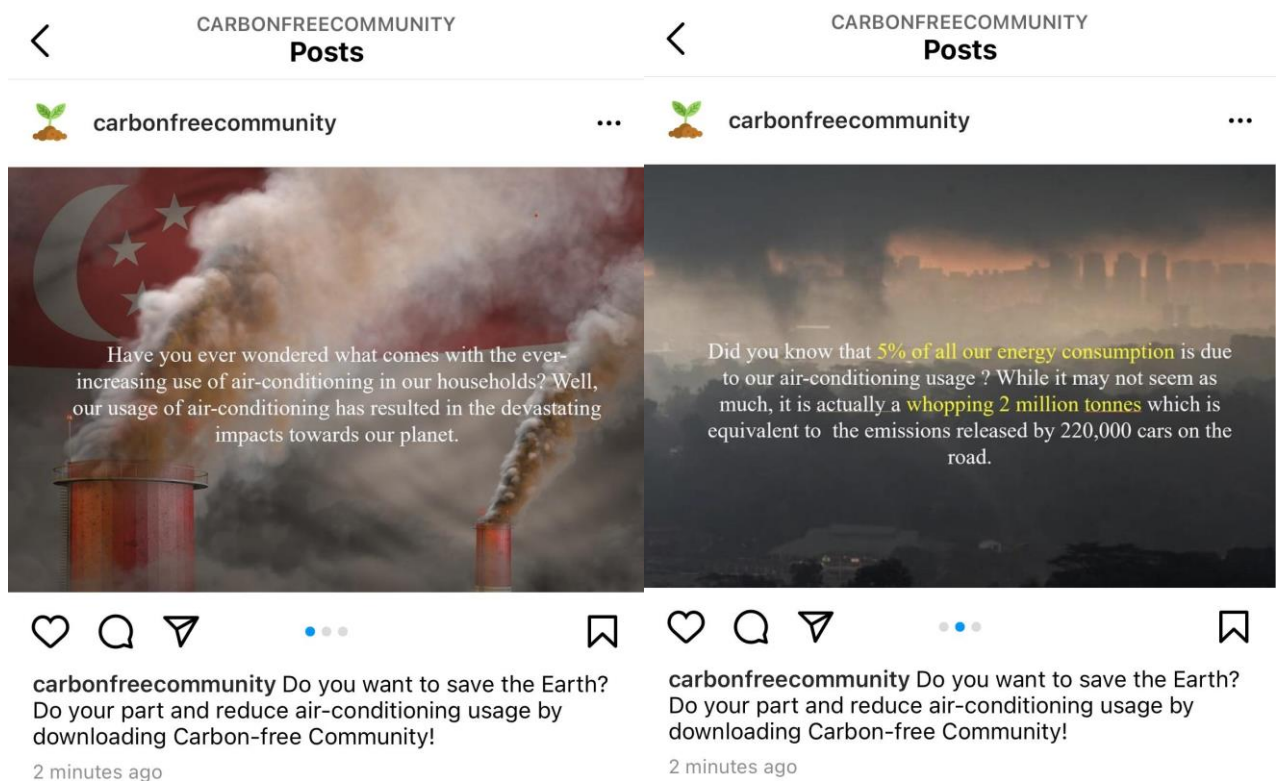 CARBONFREECOMMUNITY
Posts
carbonfreecommunity
Have you ever wondered what comes with the ever-
increasing use of air-conditioning in our households? Well,
our usage of air-conditioning has resulted in the devastating
impacts towards our planet.
carbonfreecommunity Do you want to save the Earth?
Do your part and reduce air-conditioning usage by
downloading Carbon-free Community!
2 minutes ago
CARBONFREECOMMUNITY
Posts
carbonfreecommunity
Did you know that 5% of all our energy consumption is due
to our air-conditioning usage ? While it may not seem as
much, it is actually a whopping 2 million tonnes which is
equivalent to  the emissions released by 220,000 cars on the
road.
carbonfreecommunity Do you want to save the Earth?
Do your part and reduce air-conditioning usage by
downloading Carbon-free Community!
2 minutes ago